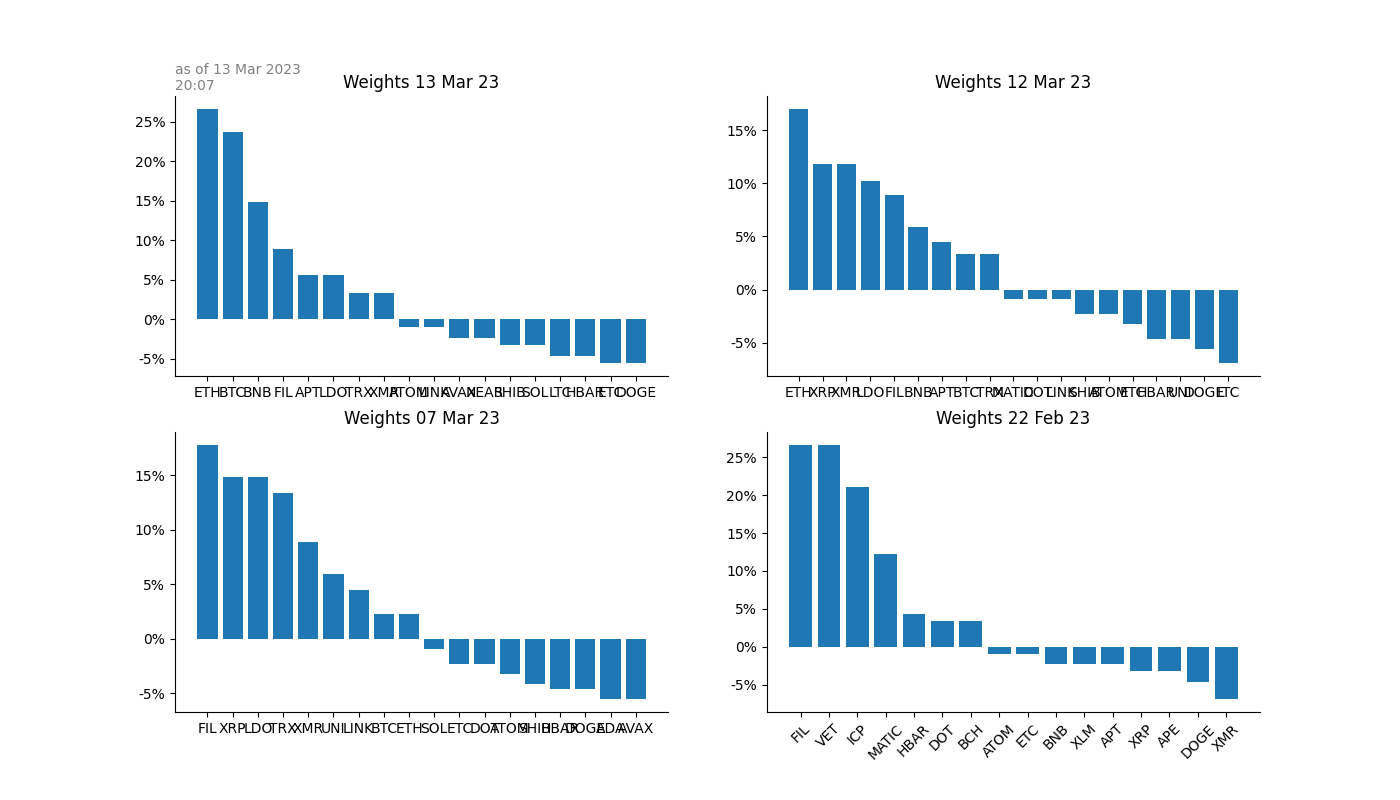 as of 13 Mar 2023
20:07
Weights 13 Mar 23
25%
20%
15%
10%
5%
0%
-5%
ETH BTC BNB FIL APT LDO TRX XMR ATOM LINK AVAX NEAR SHIB SOL LTC HBAR ETC DOGE
Weights 12 Mar 23
15%
10%
5%
0%
-5%
ETH XRP XMR LDO FIL BNB APT BTC TRX MATIC DOT LINK SHIB ATOM HBAR UNI DOGE
Weights 07 Mar 23
15%
10%
5%
0%
-5%
FIL XRP LDO TRX XMR UNI LINK BTC ETH SOL ETC DOT ATOM SHIB HBAR DOGE ADA AVAX
Weights 22 Feb 23
25%
20%
15%
10%
5%
0%
-5%
FIL VET ICP MATIC HBAR DOT BCH ATOM ETC BNB XLM APT XRP APE DOGE XMR